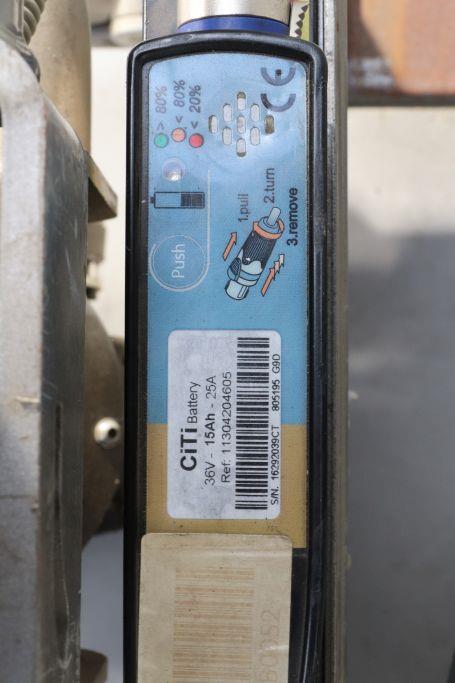 > 80%
< 80%
< 20%
CE
1.pull
2.turn
3.remove
Push
CiTi Battery
36V - 15Ah - 25A
Ref: 11304204605
S/N. 16292039CT 805195 G9D